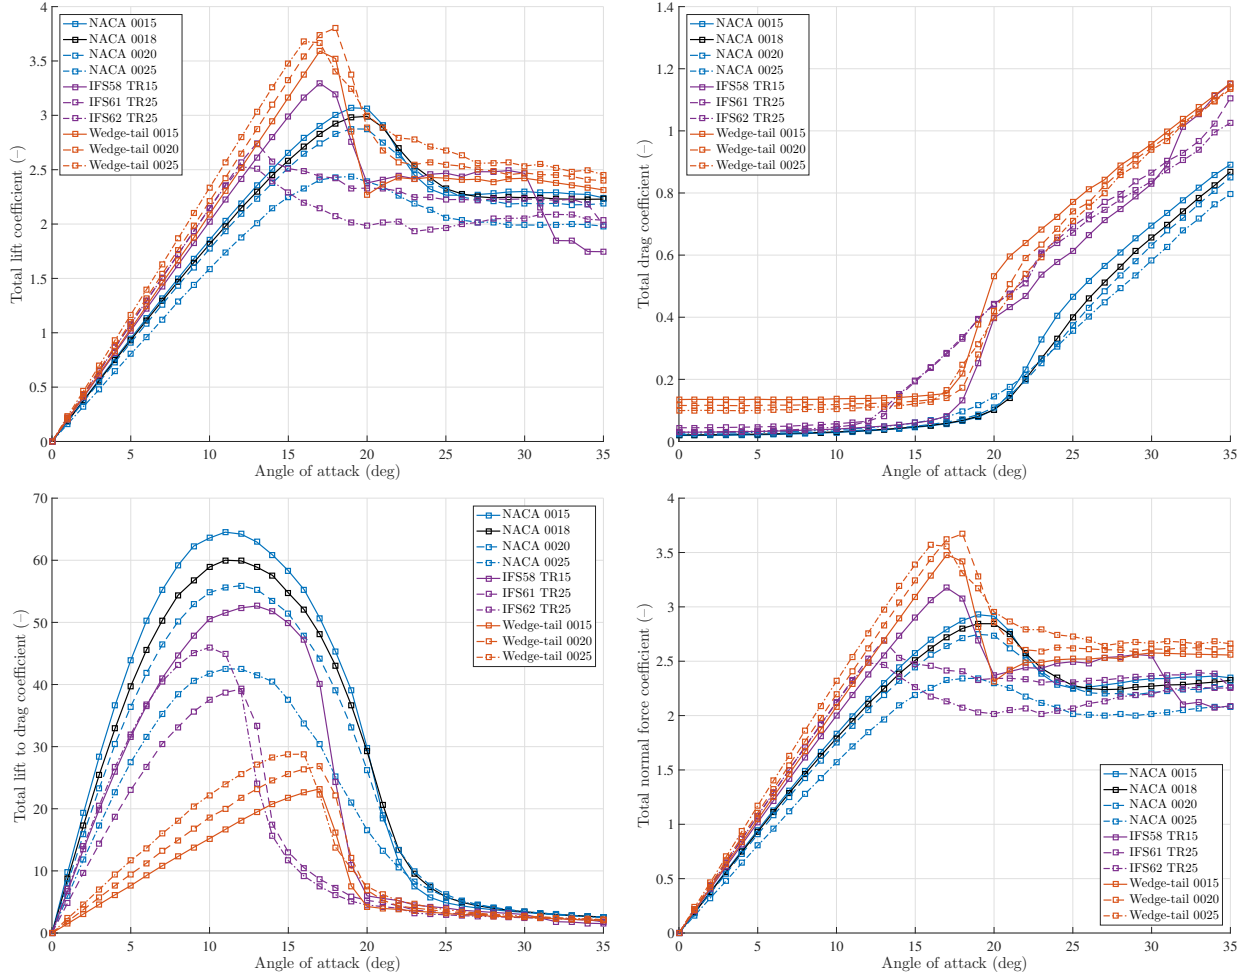 Total lift coefficient (–)
4
3.5
3
2.5
2
1.5
1
0.5
0
NACA 0015
NACA 0018
NACA 0020
NACA 0025
IFS58 TR15
IFS61 TR25
IFS62 TR25
Wedge-tail 0015
Wedge-tail 0020
Wedge-tail 0025
0 5 10 15 20 25 30 35
Angle of attack (deg)
Total drag coefficient (–)
1.4
1.2
1
0.8
0.6
0.4
0.2
0
NACA 0015
NACA 0018
NACA 0020
NACA 0025
IFS58 TR15
IFS61 TR25
IFS62 TR25
Wedge-tail 0015
Wedge-tail 0020
Wedge-tail 0025
0 5 10 15 20 25 30 35
Angle of attack (deg)
Total lift to drag coefficient (–)
70
60
50
40
30
20
10
0
NACA 0015
NACA 0018
NACA 0020
NACA 0025
IFS58 TR15
IFS61 TR25
IFS62 TR25
Wedge-tail 0015
Wedge-tail 0020
Wedge-tail 0025
0 5 10 15 20 25 30 35
Angle of attack (deg)
Total normal force coefficient (–)
4
3.5
3
2.5
2
1.5
1
0.5
0
NACA 0015
NACA 0018
NACA 0020
NACA 0025
IFS58 TR15
IFS61 TR25
IFS62 TR25
Wedge-tail 0015
Wedge-tail 0020
Wedge-tail 0025
0 5 10 15 20 25 30 35
Angle of attack (deg)